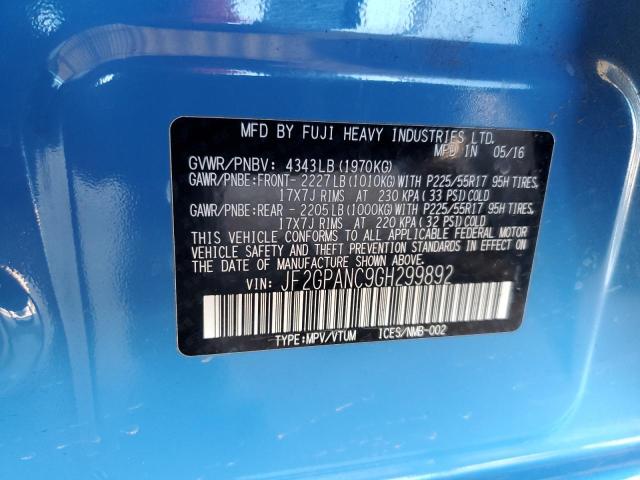 MFD BY FUJI HEAVY INDUSTRIES LTD.
MFD IN 05/16
GVWR/PNBV: 4343LB (1970KG)
GAWR/PNBE:FRONT- 2227LB (1010KG) WITH P225/55R17 95H TIRES,
17X7J RIMS AT 230 KPA (33 PSI) COLD
GAWR/PNBE:REAR - 2205LB (1000KG) WITH P225/55R17 95H TIRES,
17X7J RIMS AT 220 KPA (32 PSI) COLD
THIS VEHICLE CONFORMS TO ALL APPLICABLE FEDERAL MOTOR
VEHICLE SAFETY AND THEFT PREVENTION STANDARDS IN EFFECT ON
THE DATE OF MANUFACTURE SHOWN ABOVE.
VIN: JF2GPANC9GH299892
TYPE:MPV/VTUM ICES/NMB-002